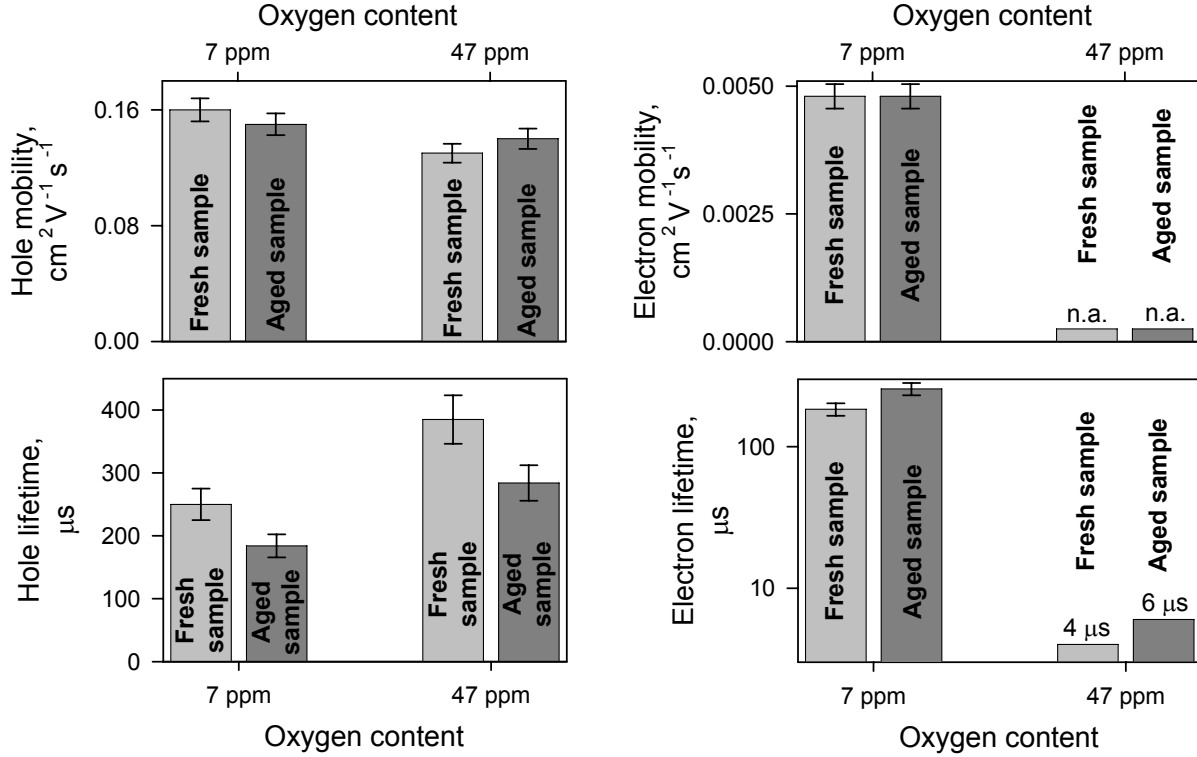 Oxygen content
7 ppm
47 ppm
Hole mobility,
cm² V⁻¹ s⁻¹
0.16
0.08
0.00
Fresh sample
Aged sample
Fresh sample
Aged sample
Oxygen content
7 ppm
47 ppm
Electron mobility,
cm² V⁻¹ s⁻¹
0.0050
0.0025
0.0000
Fresh sample
Aged sample
Fresh sample
Aged sample
n.a.
n.a.
Hole lifetime,
μs
400
300
200
100
0
Fresh
sample
Aged
sample
Fresh
sample
Aged
sample
7 ppm
47 ppm
Oxygen content
Electron lifetime,
μs
100
10
Fresh sample
Aged sample
Fresh sample
Aged sample
4 μs
6 μs
7 ppm
47 ppm
Oxygen content